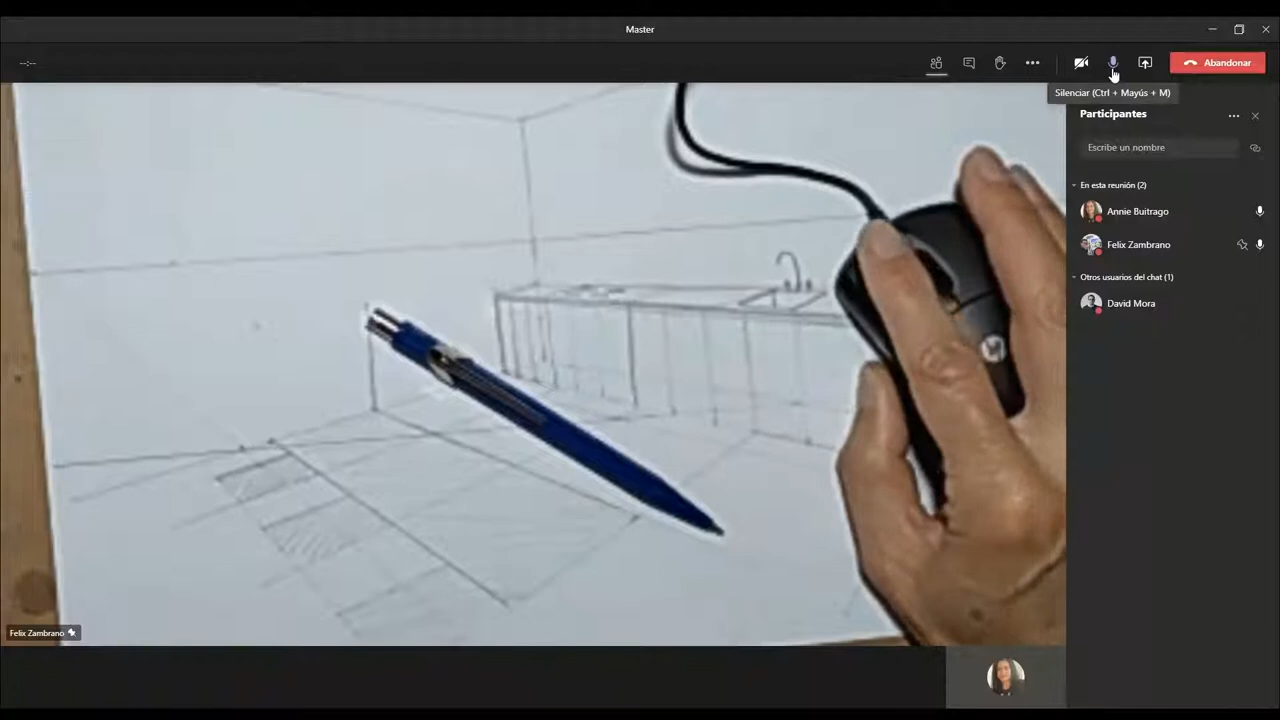 Master
--:--
Abandonar
Silenciar (Ctrl + Mayús + M)
Participantes
Escribe un nombre
En esta reunión (2)
Annie Buitrago
Felix Zambrano
Otros usuarios del chat (1)
David Mora
Felix Zambrano